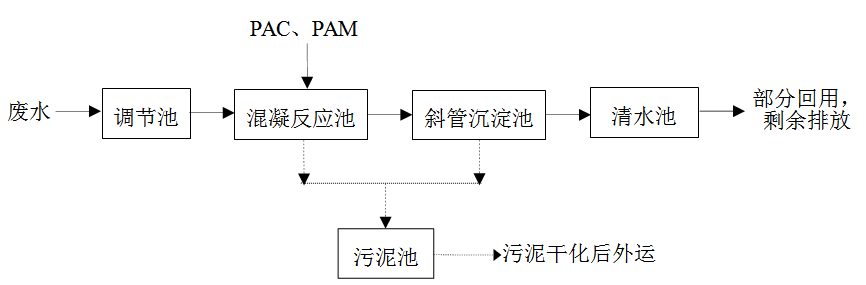 PAC、PAM
废水
调节池
混凝反应池
斜管沉淀池
清水池
部分回用，
剩余排放
污泥池
污泥干化后外运